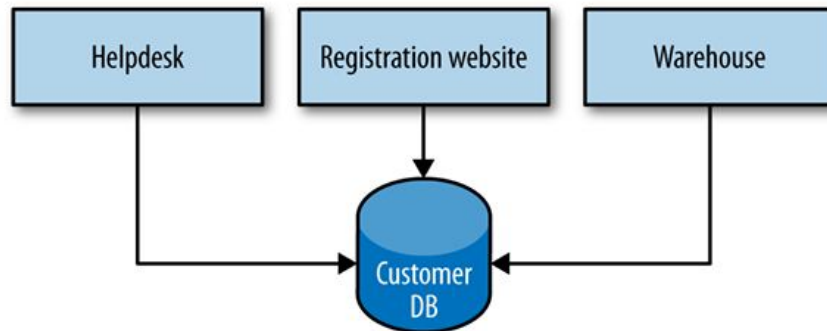 Helpdesk
Registration website
Warehouse
Customer
DB